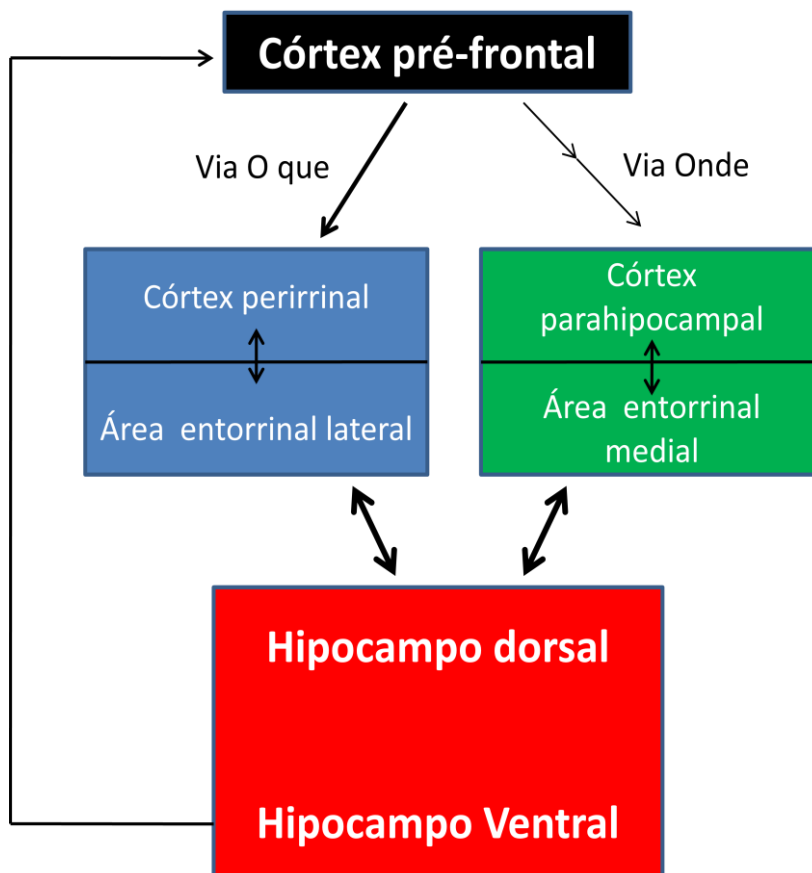 Córtex pré-frontal
Via O que
Via Onde
Córtex perirrinal
Área entorrinal lateral
Córtex
parahipocampal
Área entorrinal
medial
Hipocampo dorsal
Hipocampo Ventral